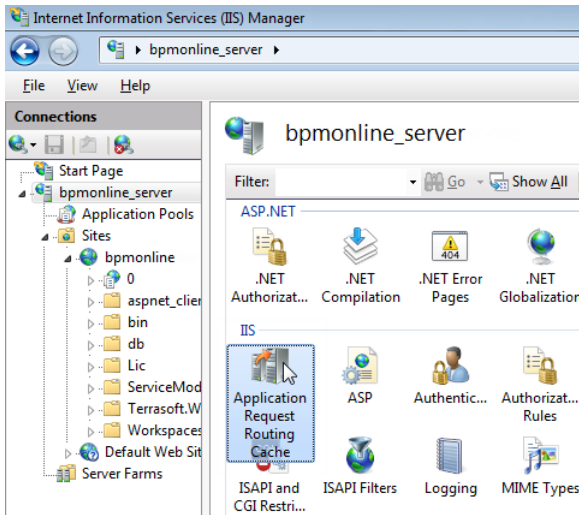 Internet Information Services (IIS) Manager
bpmonline_server
File View Help
Connections
Start Page
bpmonline_server
Application Pools
Sites
bpmonline
0
aspnet_clien
bin
db
Lic
ServiceMod
Terrasoft.W
Workspaces
Default Web Sit
Server Farms
bpmonline_server
Filter: Go Show All
ASP.NET
.NET Authorizat...
.NET Compilation
404
.NET Error Pages
.NET Globalization
IIS
Application Request Routing Cache
ASP
Authentic...
Authorizat... Rules
ISAPI and CGI Restri...
ISAPI Filters
Logging
MIME Types